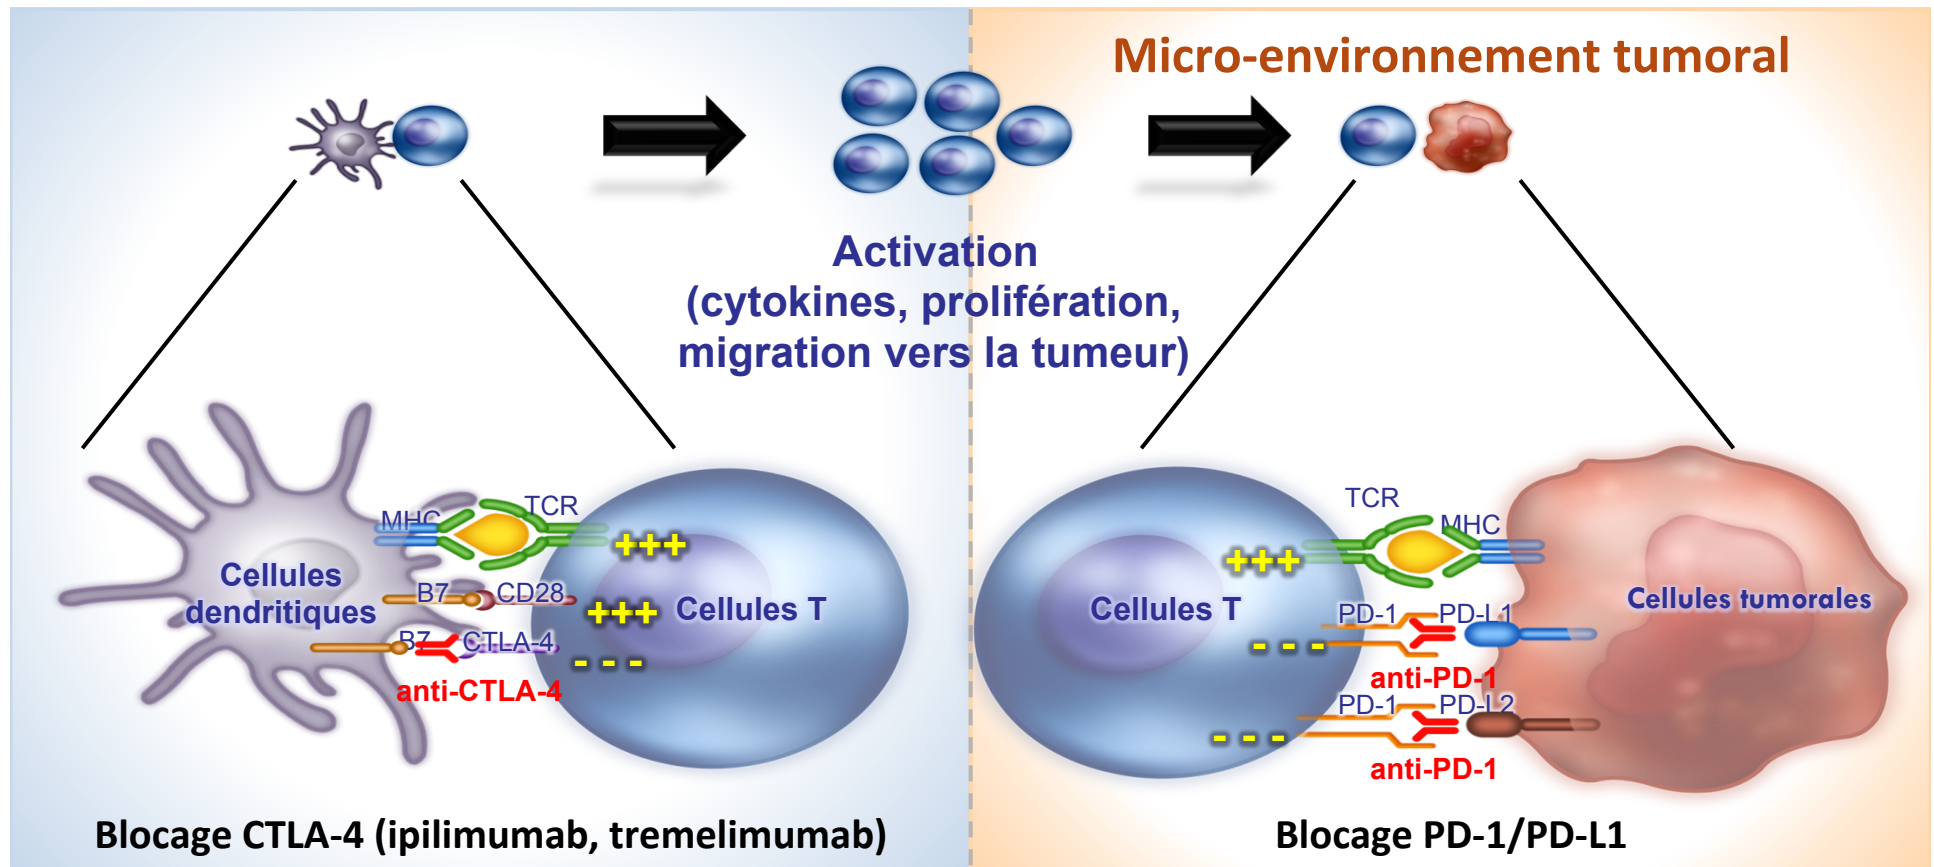 Micro-environnement tumoral
Activation
(cytokines, prolifération,
migration vers la tumeur)
MHC
TCR
+++
Cellules
dendritiques
B7
CD28
+++
Cellules T
B7
CTLA-4
- - -
anti-CTLA-4
Blocage CTLA-4 (ipilimumab, tremelimumab)
TCR
MHC
+++
Cellules T
Cellules tumorales
PD-1
PD-L1
- - -
anti-PD-1
PD-1
PD-L2
- - -
anti-PD-1
Blocage PD-1/PD-L1